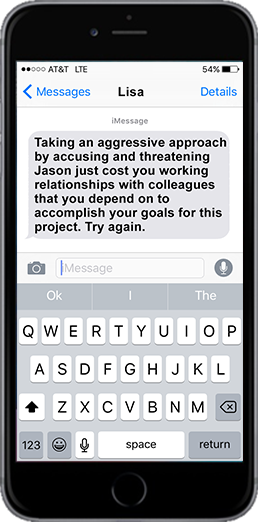 AT&T LTE 54%
Messages Lisa Details
iMessage
Taking an aggressive approach
by accusing and threatening
Jason just cost you working
relationships with colleagues
that you depend on to
accomplish your goals for this
project. Try again.
iMessage
Ok I The
Q W E R T Y U I O P
A S D F G H J K L
Z X C V B N M
123 space return